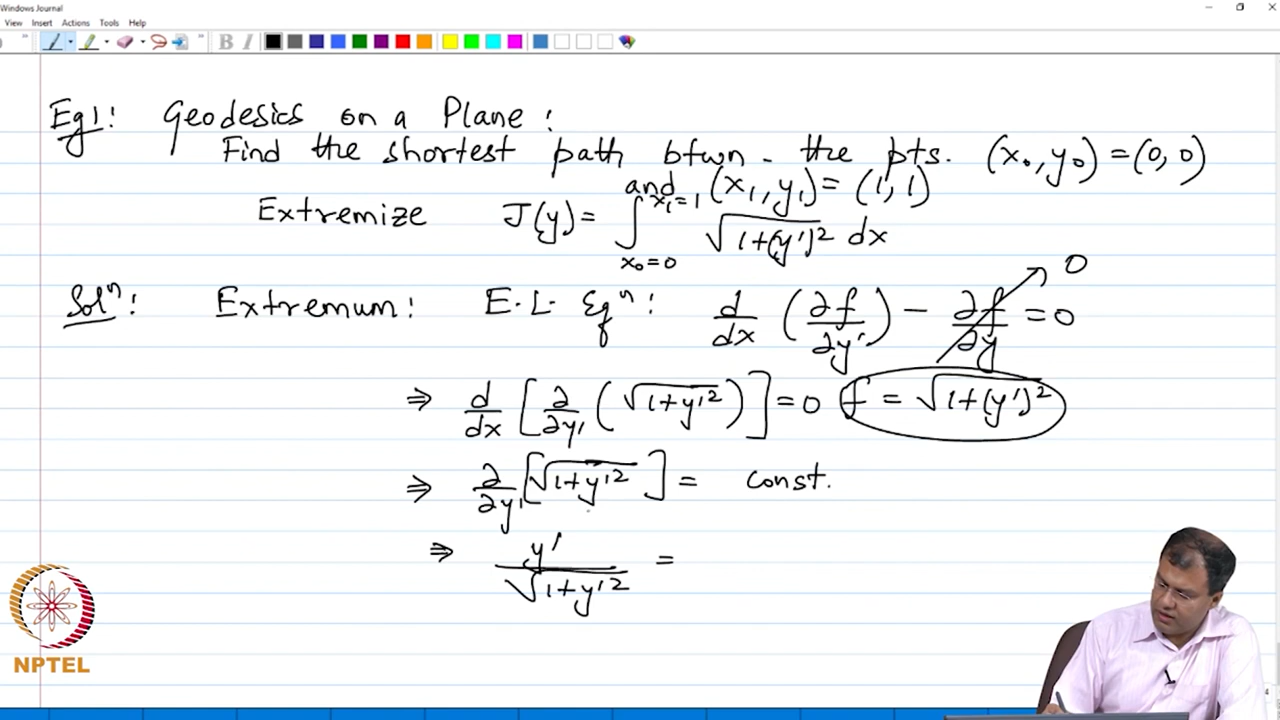 Windows Journal
View Insert Actions Tools Help
Eg1: Geodesics on a Plane:
Find the shortest path btwn. the pts. (x₀, y₀) = (0, 0)
and (x₁, y₁) = (1, 1)
Extremize J(y) = ∫_{x₀=0}^{x₁=1} √(1+(y')²) dx
Solⁿ: Extremum: E.L. Eqⁿ: d/dx (∂f/∂y') − ∂f/∂y = 0 0
⇒ d/dx [∂/∂y' (√(1+y'²))] = 0 f = √(1+(y')²)
⇒ ∂/∂y' [√(1+y'²)] = const.
⇒ y'/√(1+y'²) =
NPTEL